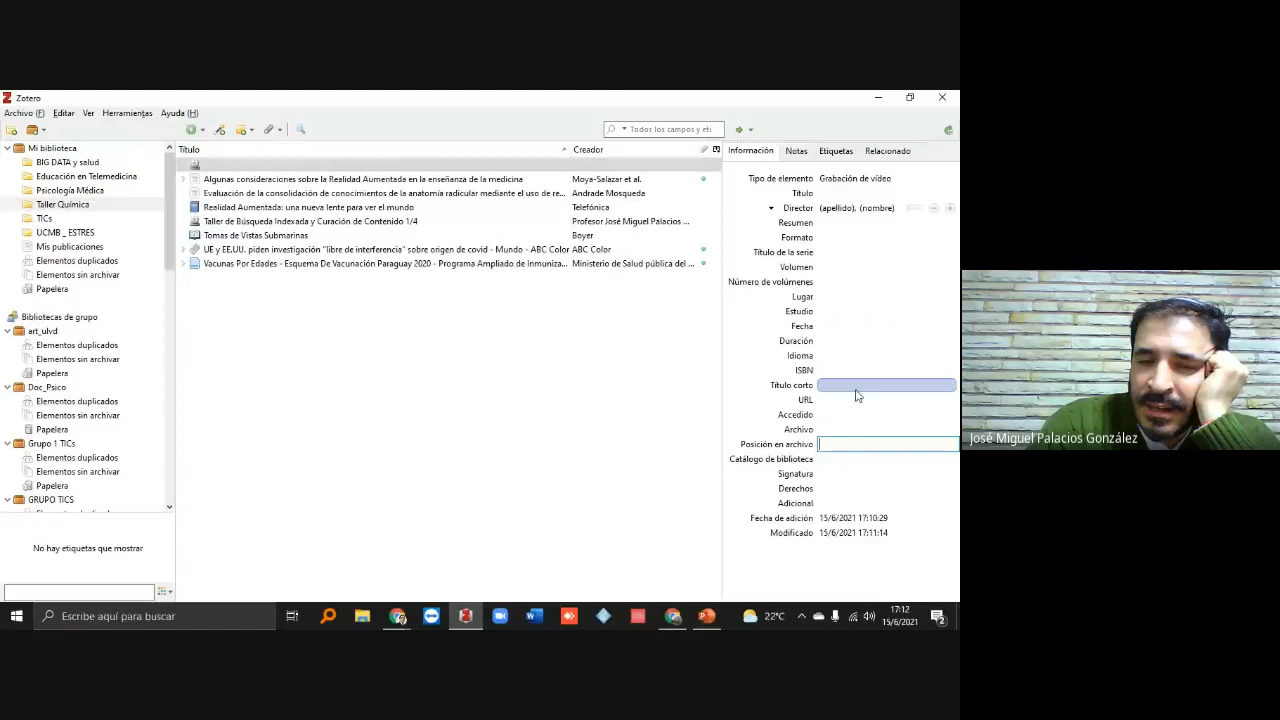 Zotero
Archivo (F) Editar Ver Herramientas Ayuda (H)
Todos los campos y eti
Mi biblioteca
BIG DATA y salud
Educación en Telemedicina
Psicología Médica
Taller Química
TICs
UCMB _ ESTRES
Mis publicaciones
Elementos duplicados
Elementos sin archivar
Papelera
Bibliotecas de grupo
art_ulvd
Elementos duplicados
Elementos sin archivar
Papelera
Doc_Psico
Elementos duplicados
Elementos sin archivar
Papelera
Grupo 1 TICs
Elementos duplicados
Elementos sin archivar
Papelera
GRUPO TICS
Elementos duplicados
No hay etiquetas que mostrar
Título Creador
Algunas consideraciones sobre la Realidad Aumentada en la enseñanza de la medicina Moya-Salazar et al.
Evaluación de la consolidación de conocimientos de la anatomía radicular mediante el uso de re... Andrade Mosqueda
Realidad Aumentada: una nueva lente para ver el mundo Telefónica
Taller de Búsqueda Indexada y Curación de Contenido 1/4 Profesor José Miguel Palacios ...
Tomas de Vistas Submarinas Boyer
UE y EE.UU. piden investigación "libre de interferencia" sobre origen de covid - Mundo - ABC Color ABC Color
Vacunas Por Edades - Esquema De Vacunación Paraguay 2020 - Programa Ampliado de Inmuniza... Ministerio de Salud pública del ...
Información Notas Etiquetas Relacionado
Tipo de elemento Grabación de vídeo
Título
Director (apellido), (nombre)
Resumen
Formato
Título de la serie
Volumen
Número de volúmenes
Lugar
Estudio
Fecha
Duración
Idioma
ISBN
Título corto
URL
Accedido
Archivo
Posición en archivo
Catálogo de biblioteca
Signatura
Derechos
Adicional
Fecha de adición 15/6/2021 17:10:29
Modificado 15/6/2021 17:11:14
José Miguel Palacios González
Escribe aquí para buscar
22°C
17:12
15/6/2021
2